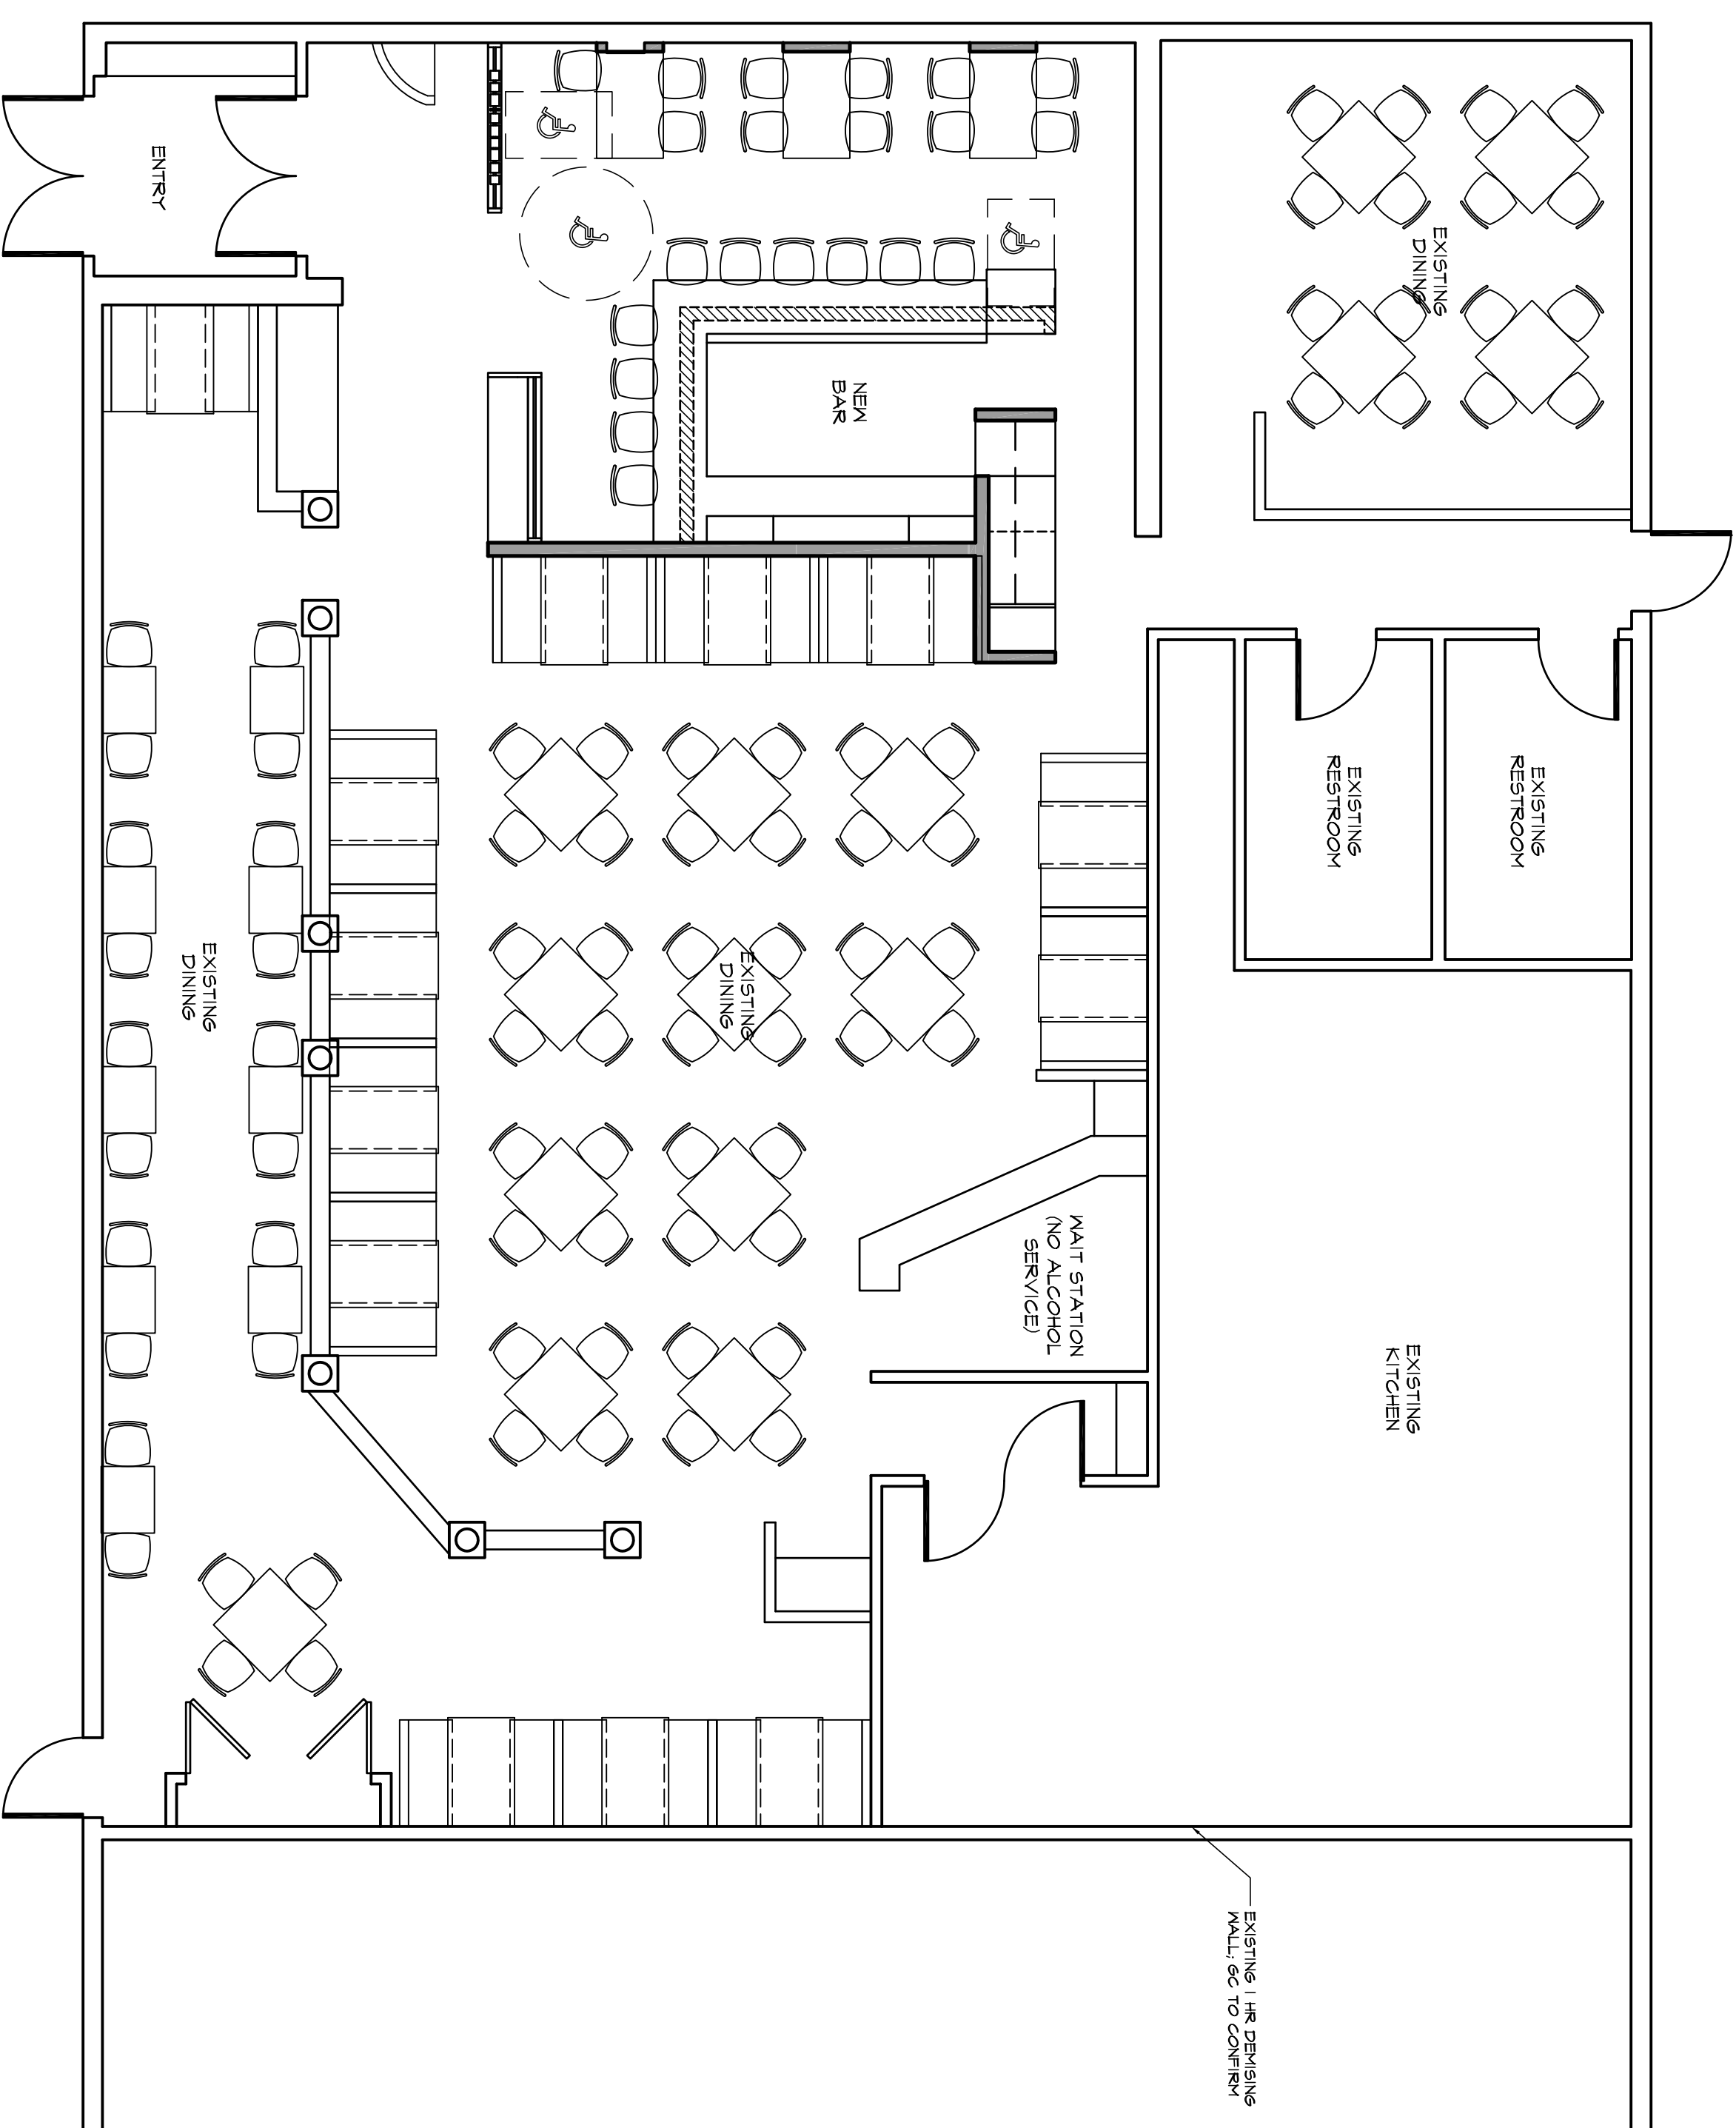 EXISTING
DINING
EXISTING
RESTROOM
EXISTING
RESTROOM
EXISTING
KITCHEN
EXISTING 1 HR DEMISING
WALL; GC TO CONFIRM
NEW
BAR
WAIT STATION
(NO ALCOHOL
SERVICE)
EXISTING
DINING
ENTRY
EXISTING
DINING